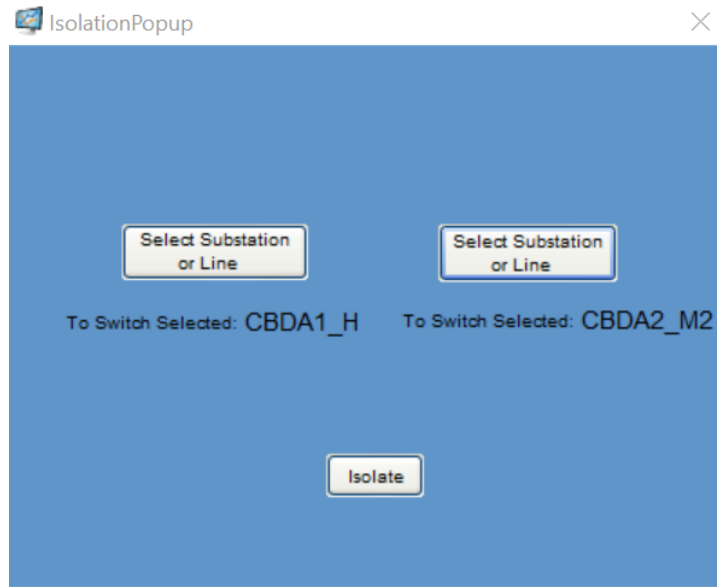 IsolationPopup
Select Substation
or Line
Select Substation
or Line
To Switch Selected: CBDA1_H
To Switch Selected: CBDA2_M2
Isolate